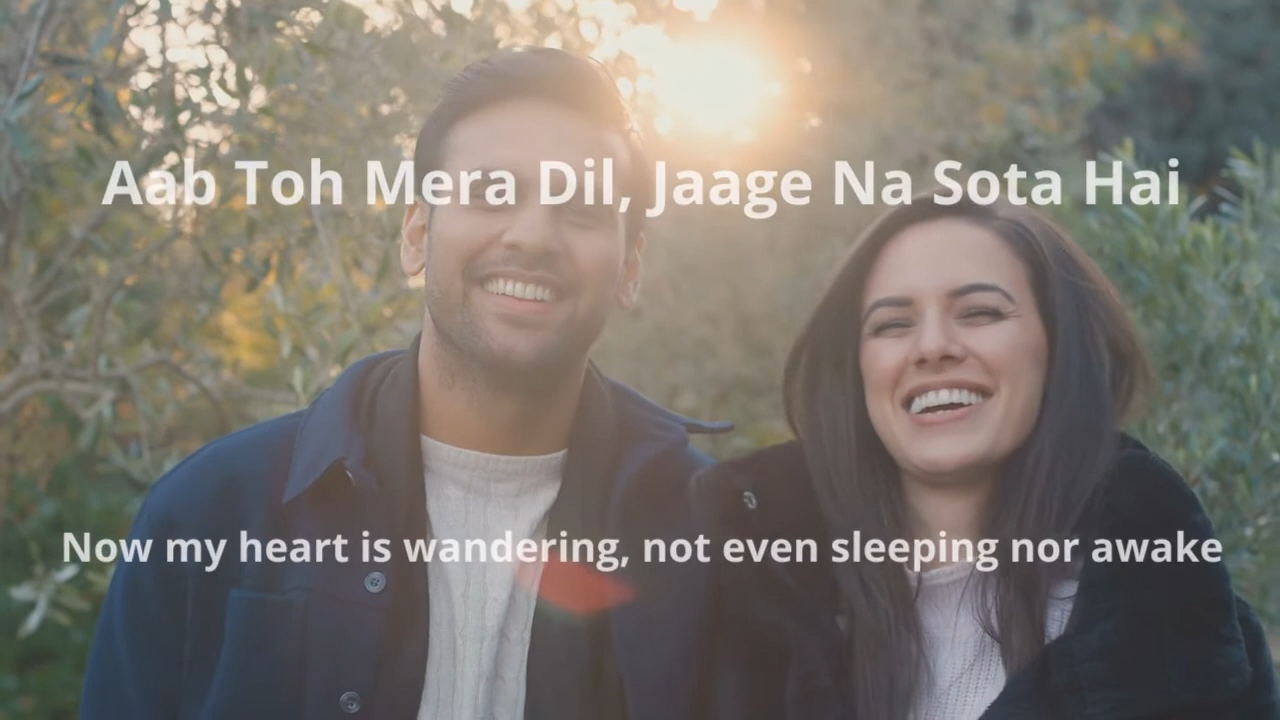 Aab Toh Mera Dil, Jaage Na Sota Hai
Now my heart is wandering, not even sleeping nor awake